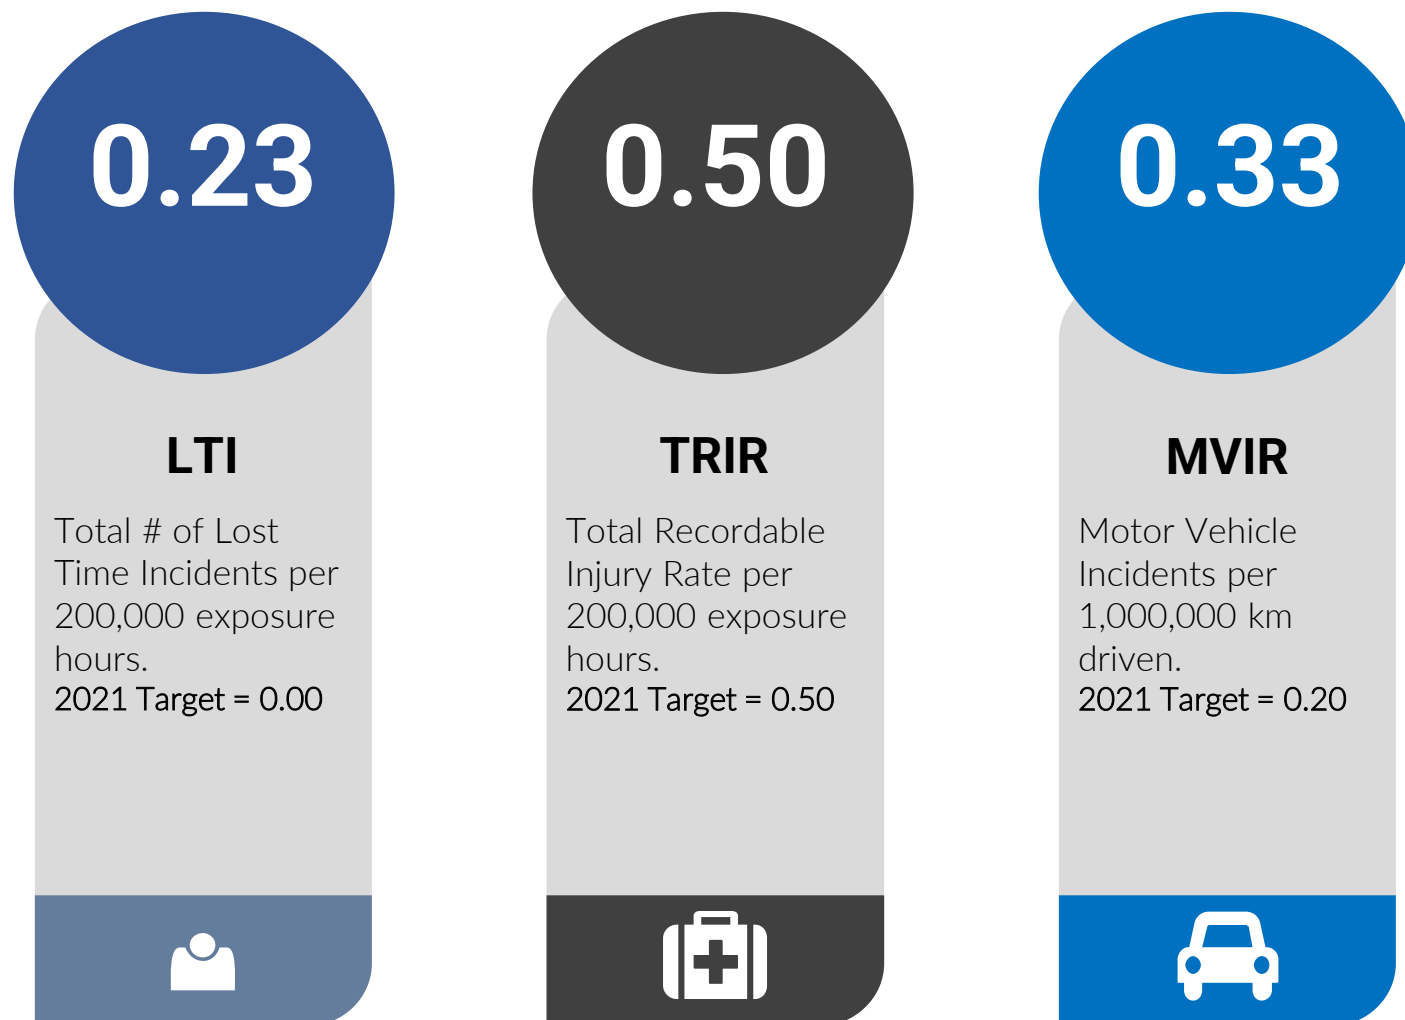 0.23
LTI
Total # of Lost
Time Incidents per
200,000 exposure
hours.
2021 Target = 0.00
0.50
TRIR
Total Recordable
Injury Rate per
200,000 exposure
hours.
2021 Target = 0.50
0.33
MVIR
Motor Vehicle
Incidents per
1,000,000 km
driven.
2021 Target = 0.20